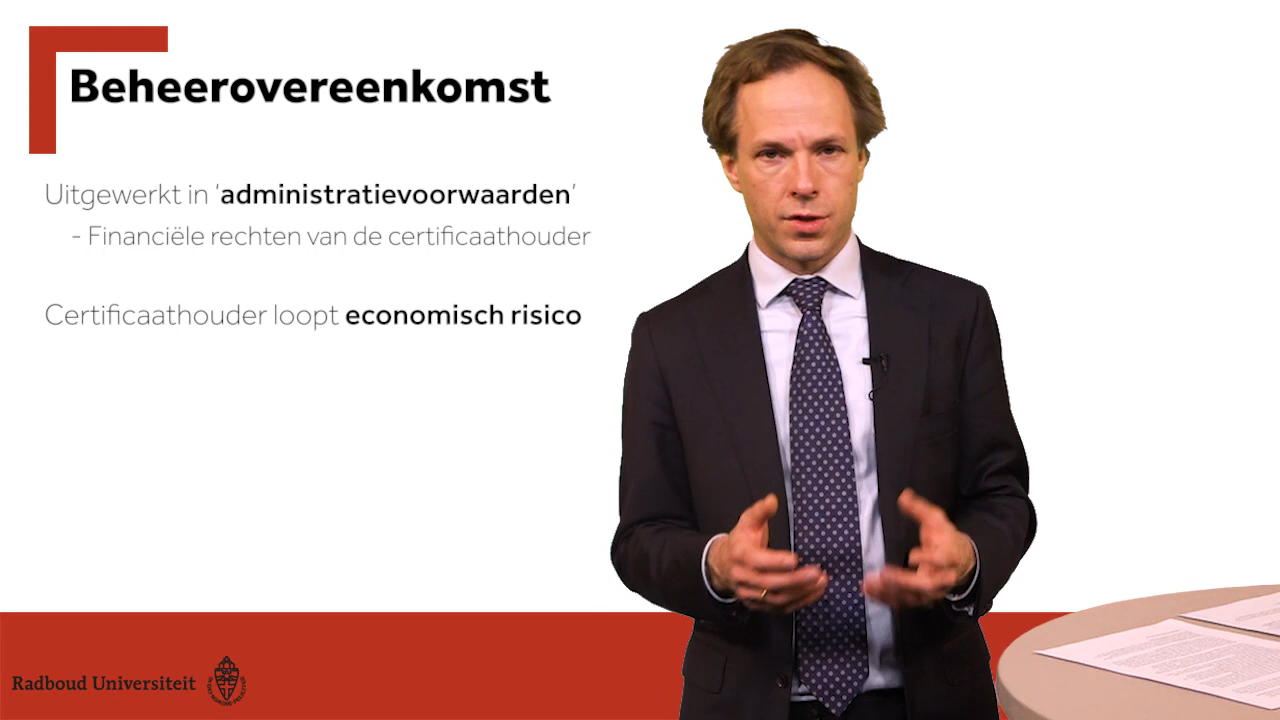 Beheerovereenkomst
Uitgewerkt in 'administratievoorwaarden'
- Financiële rechten van de certificaathouder
Certificaathouder loopt economisch risico
Radboud Universiteit